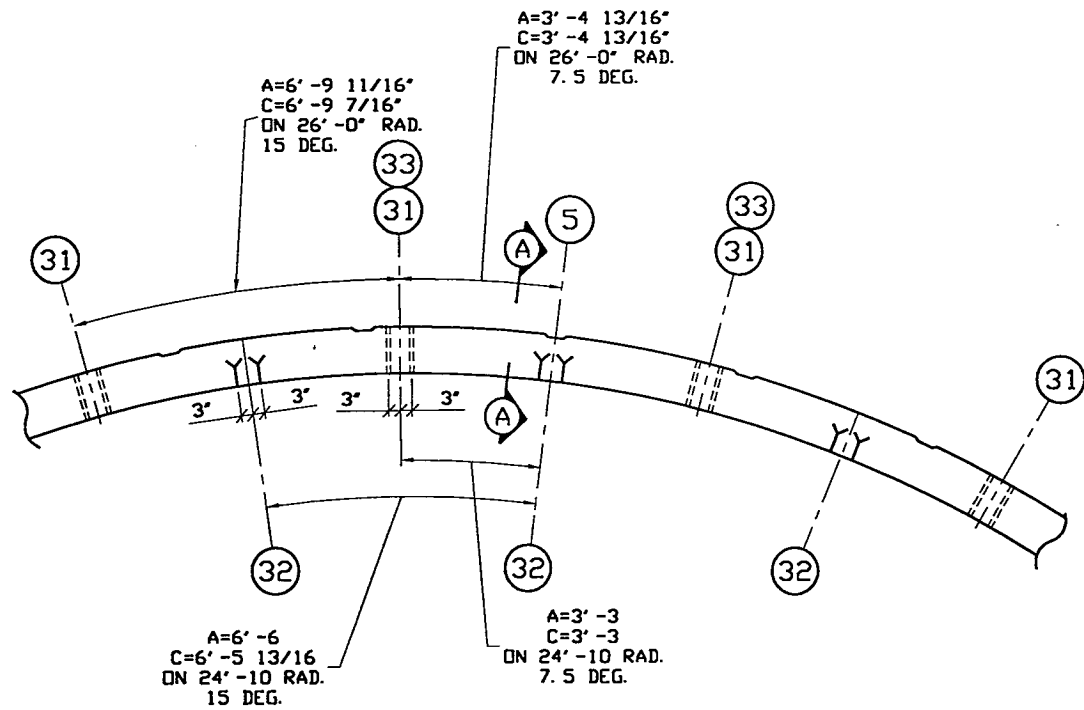 A=3'-4 13/16"
C=3'-4 13/16"
ON 26'-0" RAD.
7.5 DEG.
A=6'-9 11/16"
C=6'-9 7/16"
ON 26'-0" RAD.
15 DEG.
33
31
33
31
5
A
31
31
3"
3"
3"
3"
A
32
32
32
A=6'-6
C=6'-5 13/16
ON 24'-10 RAD.
15 DEG.
A=3'-3
C=3'-3
ON 24'-10 RAD.
7.5 DEG.